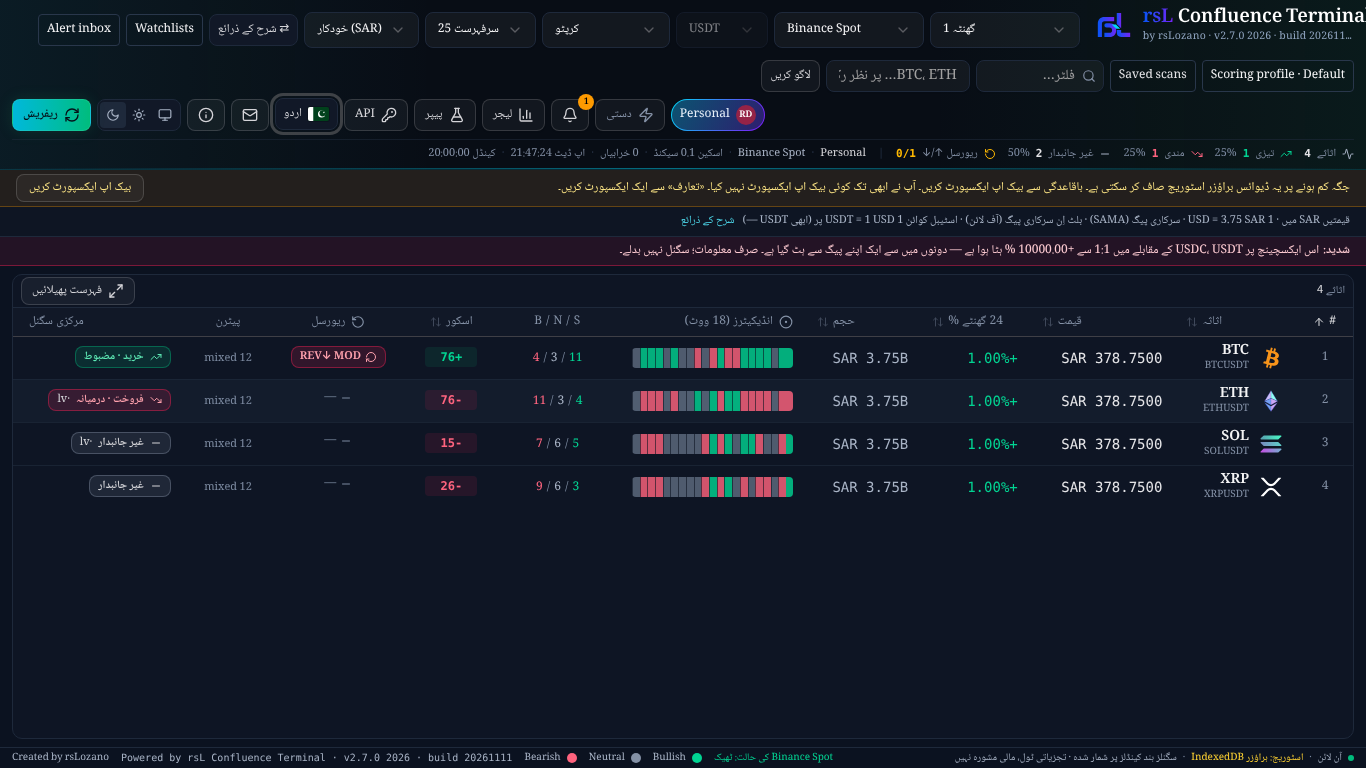 rsL Confluence Termina
by rsLozano · v2.7.0 2026 · build 202611...
1 گھنٹہ
Binance Spot
USDT
کرپٹو
سرفہرست 25
(SAR) خودکار
⇄ شرح کے ذرائع
Watchlists
Alert inbox
Scoring profile · Default
Saved scans
فلٹر...
BTC, ETH... پر نظر رک
لاگو کریں
Personal RD
دستی
1
لیجر
پیپر
API
اردو
ریفریش
اثاثے 4
تیزی 1 25%
مندی 1 25%
— غیر جانبدار 2 50%
ریورسل ↑/↓ 0/1
Personal · Binance Spot · اسکین 0,1 سیکنڈ · 0 خرابیاں · اپ ڈیٹ 21:47:24 · کینڈل 20:00:00
جگہ کم ہونے پر یہ ڈیوائس براؤزر اسٹوریج صاف کر سکتی ہے۔ باقاعدگی سے بیک اپ ایکسپورٹ کریں۔ آپ نے ابھی تک کوئی بیک اپ ایکسپورٹ نہیں کیا۔ «تعارف» سے ایک ایکسپورٹ کریں۔
بیک اپ ایکسپورٹ کریں
قیمتیں SAR میں · 1 USD = 3.75 SAR · سرکاری پیگ (SAMA) · بلٹ اِن سرکاری پیگ (آف لائن) · اسٹیبل کوائن 1 USDT = 1 USD پر (ابھی USDT —) شرح کے ذرائع
شدید: اس ایکسچینج پر USDC، USDT کے مقابلے میں 1:1 سے +10000,00 % ہٹا ہوا ہے — دونوں میں سے ایک اپنے پیگ سے ہٹ گیا ہے۔ صرف معلومات؛ سگنل نہیں بدلے۔
اثاثے 4
فہرست پھیلائیں
# ↑ اثاثہ قیمت 24 گھنٹے % حجم انڈیکیٹرز (18 ووٹ) B / N / S اسکور ریورسل پیٹرن مرکزی سگنل
1 BTC BTCUSDT SAR 378.7500 1.00%+ SAR 3.75B 4 / 3 / 11 76+ REV↓ MOD mixed 12 خرید · مضبوط
2 ETH ETHUSDT SAR 378.7500 1.00%+ SAR 3.75B 11 / 3 / 4 76- — — mixed 12 فروخت · درمیانہ ·lv
3 SOL SOLUSDT SAR 378.7500 1.00%+ SAR 3.75B 7 / 6 / 5 15- — — mixed 12 — غیر جانبدار ·lv
4 XRP XRPUSDT SAR 378.7500 1.00%+ SAR 3.75B 9 / 6 / 3 26- — — mixed 12 — غیر جانبدار
آن لائن · اسٹوریج: براؤزر IndexedDB · سگنلز بند کینڈلز پر شمار شدہ · تجزیاتی ٹول، مالی مشورہ نہیں
Binance Spot کی حالت: ٹھیک
Bullish Neutral Bearish
Powered by rsL Confluence Terminal · v2.7.0 2026 · build 20261111
Created by rsLozano